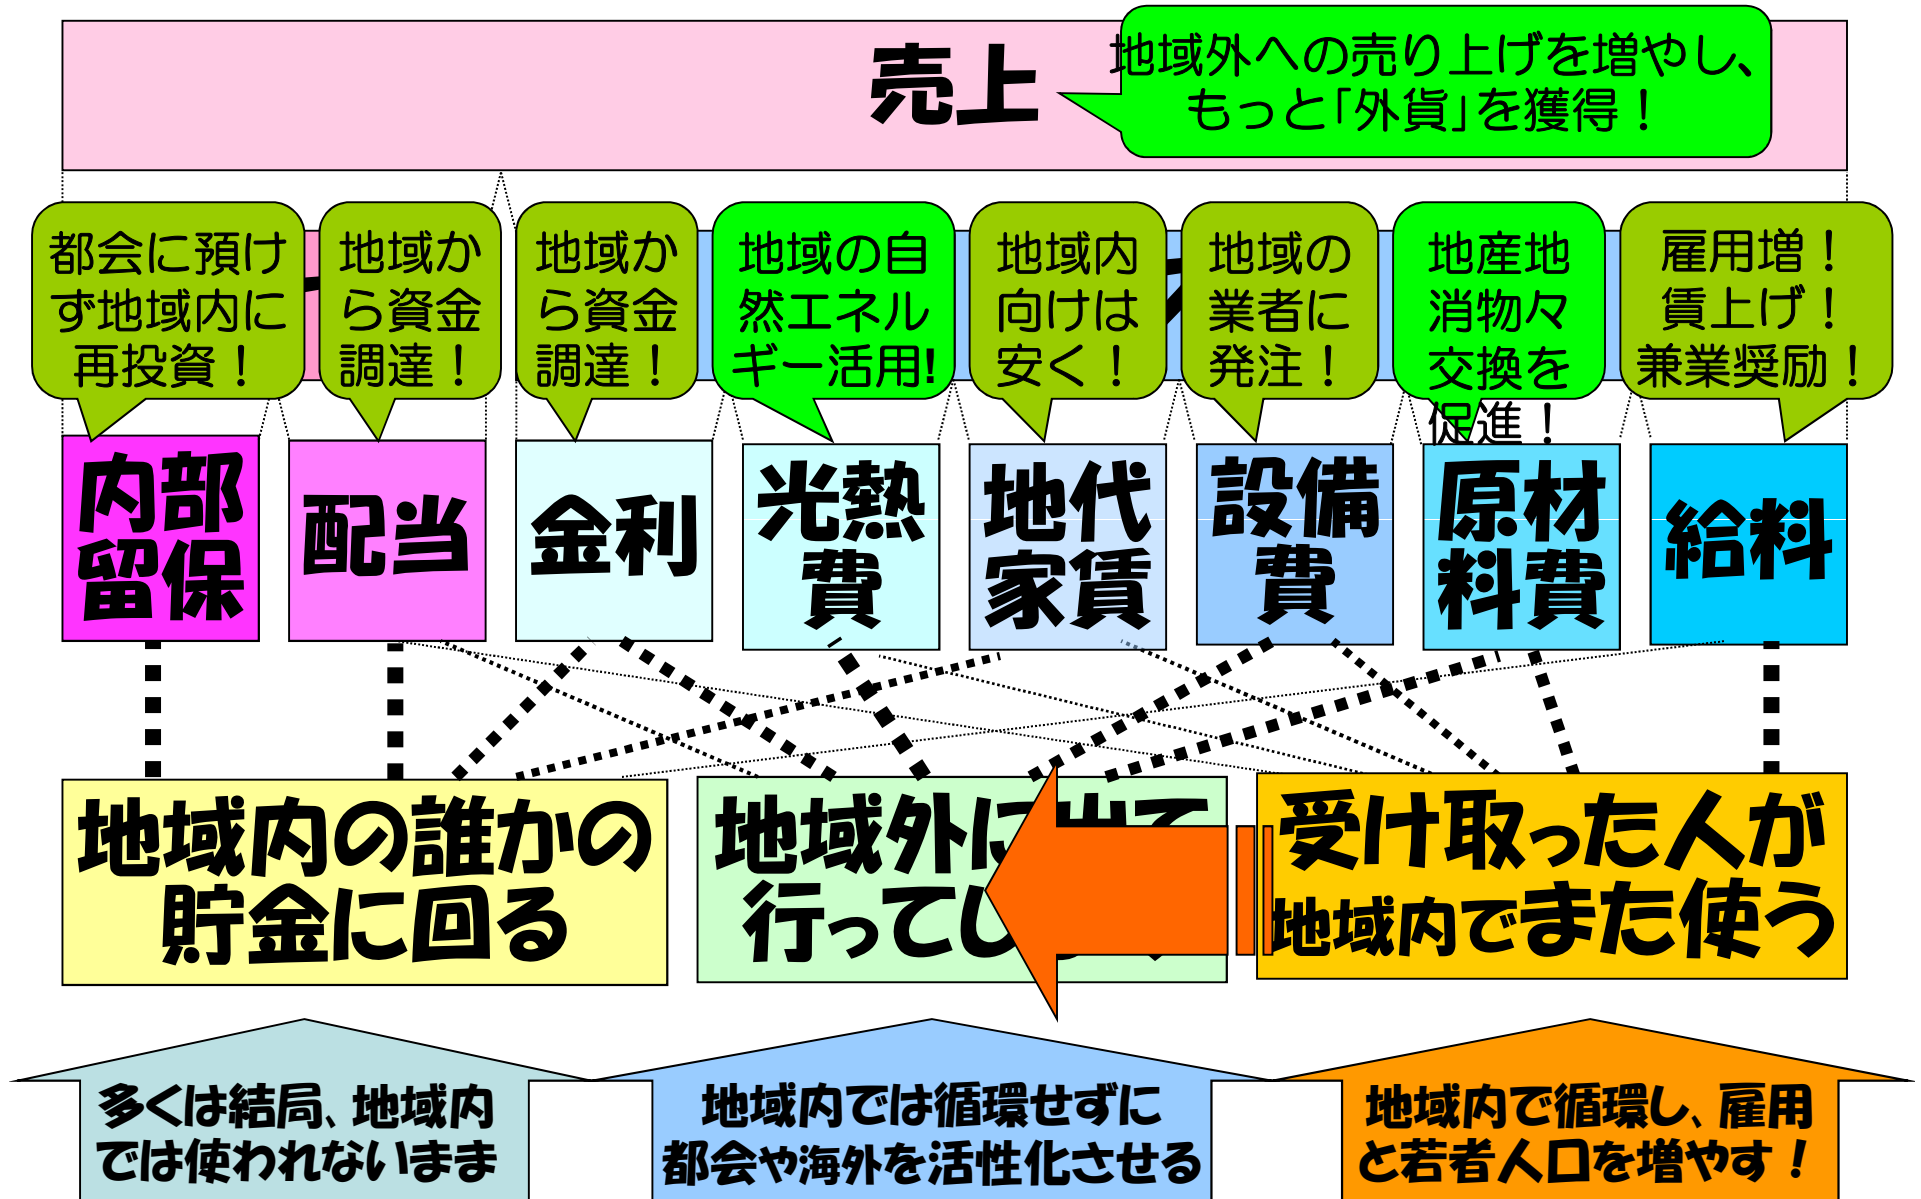 売上
地域外への売り上げを増やし、
もっと「外貨」を獲得！
都会に預け
ず地域内に
再投資！
地域か
ら資金
調達！
地域か
ら資金
調達！
地域の自
然エネル
ギー活用!
地域内
向けは
安く！
地域の
業者に
発注！
地産地
消物々
交換を
促進！
雇用増！
賃上げ！
兼業奨励！
内部
留保
配当
金利
光熱
費
地代
家賃
設備
費
原材
料費
給料
地域内の誰かの
貯金に回る
地域外に出て
行ってし
受け取った人が
地域内でまた使う
多くは結局、地域内
では使われないまま
地域内では循環せずに
都会や海外を活性化させる
地域内で循環し、雇用
と若者人口を増やす！